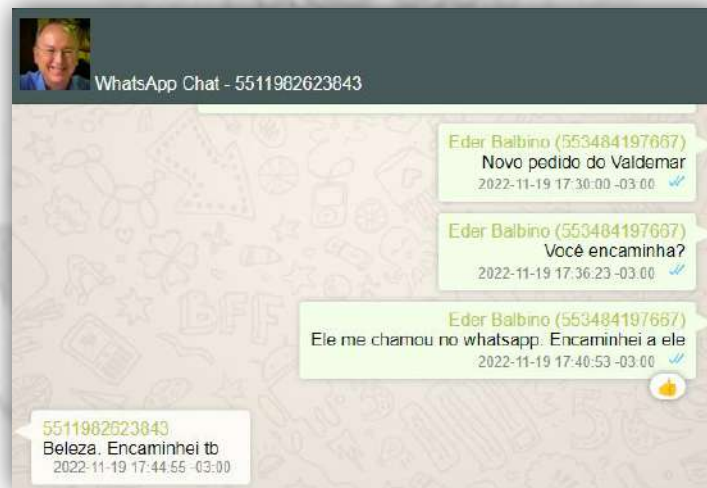 WhatsApp Chat - 5511982623843
Eder Balbino (553484197667)
Novo pedido do Valdemar
2022-11-19 17:30:00 -03:00
Eder Balbino (553484197667)
Você encaminha?
2022-11-19 17:36:23 -03:00
Eder Balbino (553484197667)
Ele me chamou no whatsapp. Encaminhei a ele
2022-11-19 17:40:53 -03:00
5511982623843
Beleza. Encaminhei tb
2022-11-19 17:44:55 -03:00
BFF